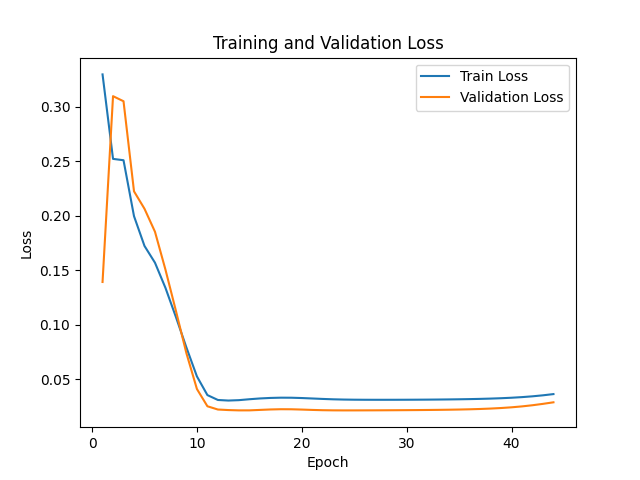 Training and Validation Loss
Train Loss
Validation Loss
0.30
0.25
0.20
0.15
0.10
0.05
Loss
0 10 20 30 40
Epoch